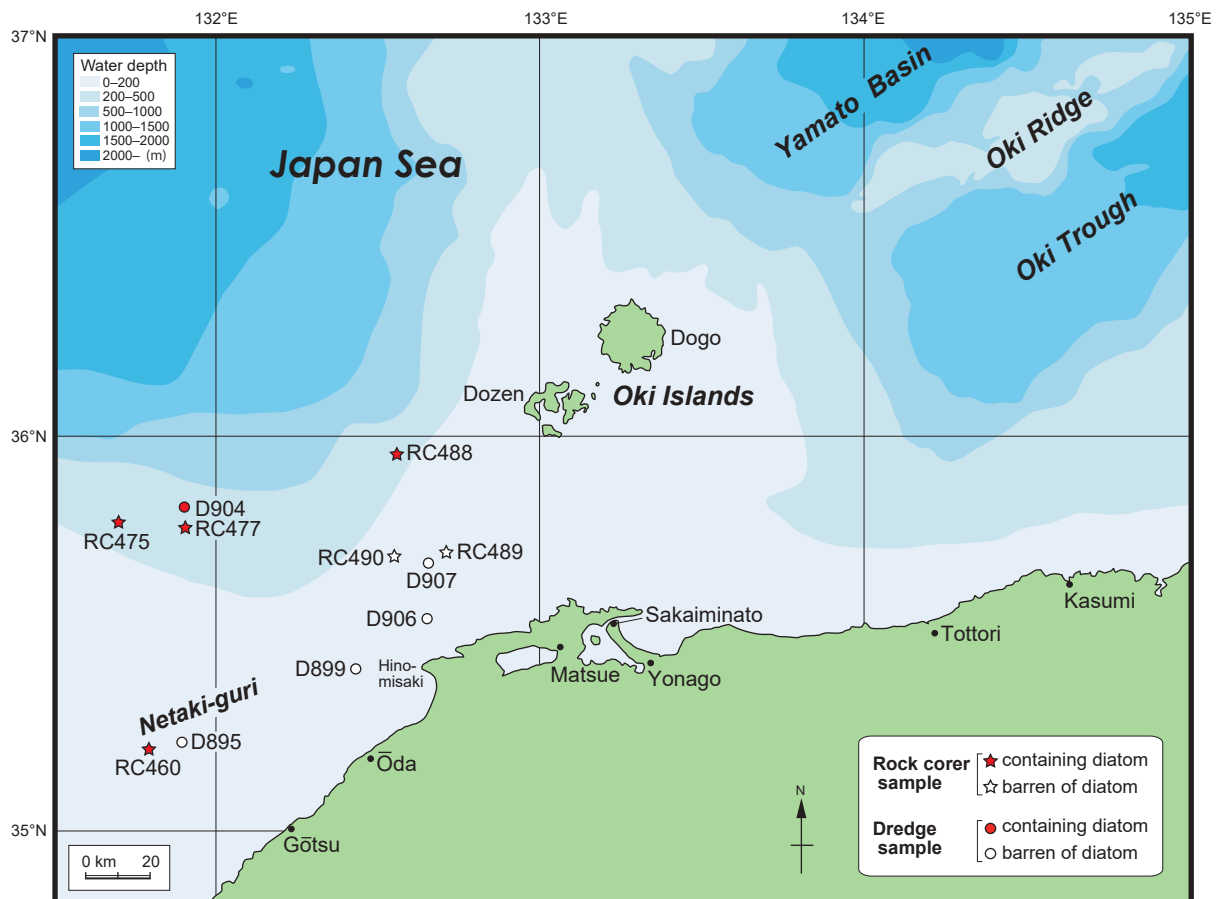 132°E
133°E
134°E
135°E
37°N
Water depth
0–200
200–500
500–1000
1000–1500
1500–2000
2000– (m)
Japan Sea
Yamato Basin
Oki Ridge
Oki Trough
Dogo
Dozen
Oki Islands
36°N
RC488
D904
RC477
RC475
RC490
RC489
D907
D906
Sakaiminato
Kasumi
Tottori
D899
Hino-
misaki
Matsue
Yonago
Netaki-guri
D895
RC460
Ōda
35°N
Gōtsu
0 km 20
N
Rock corer
sample
containing diatom
barren of diatom
Dredge
sample
containing diatom
barren of diatom